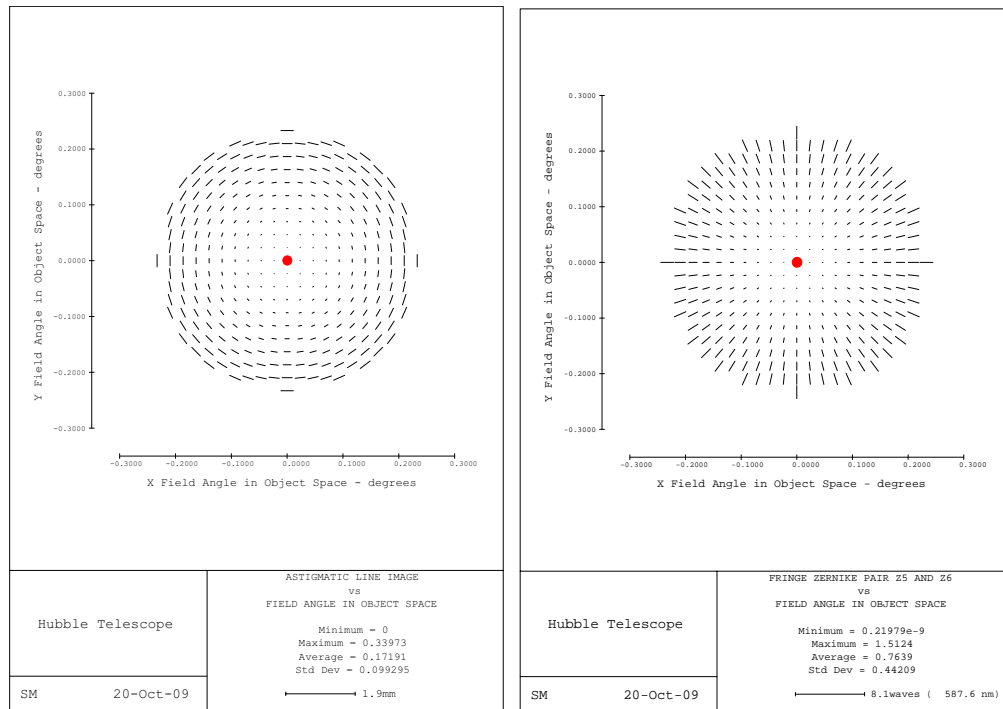 0.3000
0.2000
0.1000
0.0000
-0.1000
-0.2000
-0.3000
Y Field Angle in Object Space - degrees
-0.3000 -0.2000 -0.1000 0.0000 0.1000 0.2000 0.3000
X Field Angle in Object Space - degrees
Hubble Telescope
SM 20-Oct-09
ASTIGMATIC LINE IMAGE
vs
FIELD ANGLE IN OBJECT SPACE
Minimum = 0
Maximum = 0.33973
Average = 0.17191
Std Dev = 0.099295
1.9mm
0.3000
0.2000
0.1000
0.0000
-0.1000
-0.2000
-0.3000
Y Field Angle in Object Space - degrees
-0.3000 -0.2000 -0.1000 0.0000 0.1000 0.2000 0.3000
X Field Angle in Object Space - degrees
Hubble Telescope
SM 20-Oct-09
FRINGE ZERNIKE PAIR Z5 AND Z6
vs
FIELD ANGLE IN OBJECT SPACE
Minimum = 0.21979e-9
Maximum = 1.5124
Average = 0.7639
Std Dev = 0.44209
8.1waves ( 587.6 nm)